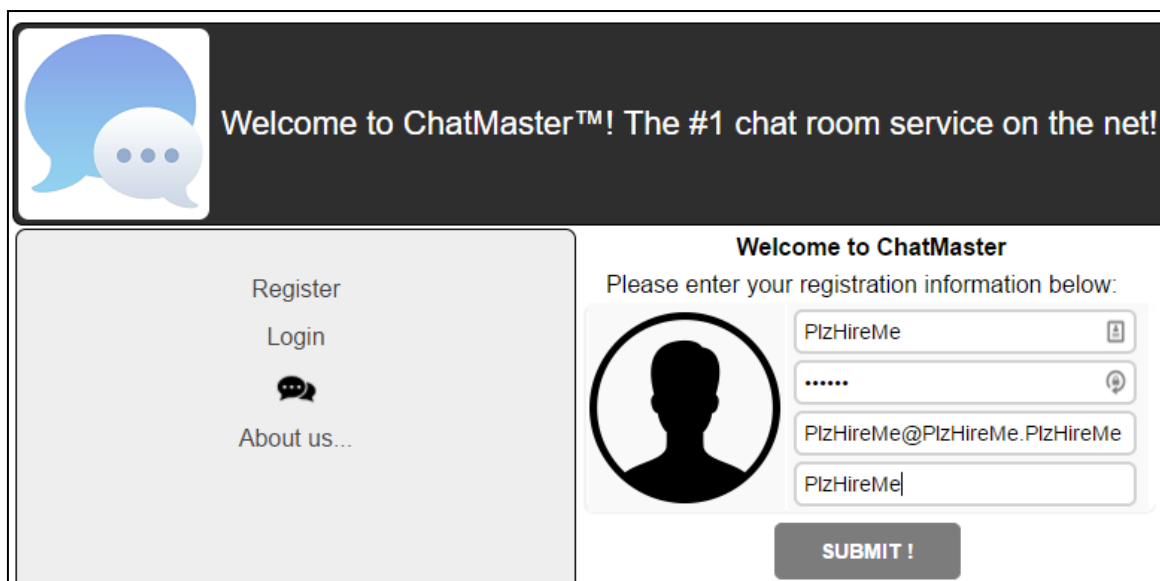 Welcome to ChatMaster™! The #1 chat room service on the net!
Register
Login
About us...
Welcome to ChatMaster
Please enter your registration information below:
PlzHireMe
••••••
PlzHireMe@PlzHireMe.PlzHireMe
PlzHireMe
SUBMIT !